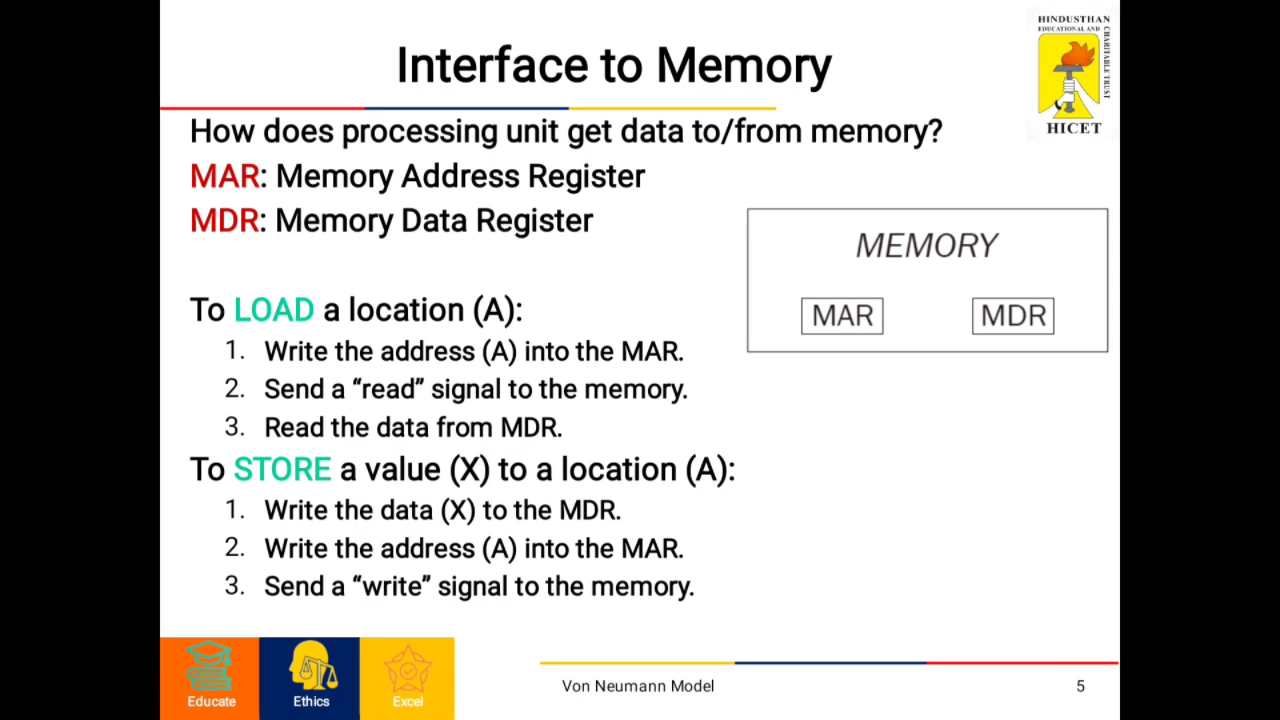 Interface to Memory
HINDUSTHAN
EDUCATIONAL AND
CHARITABLE TRUST
HICET
How does processing unit get data to/from memory?
MAR: Memory Address Register
MDR: Memory Data Register
MEMORY
MAR MDR
To LOAD a location (A):
1. Write the address (A) into the MAR.
2. Send a “read” signal to the memory.
3. Read the data from MDR.
To STORE a value (X) to a location (A):
1. Write the data (X) to the MDR.
2. Write the address (A) into the MAR.
3. Send a “write” signal to the memory.
Educate
Ethics
Excel
Von Neumann Model
5